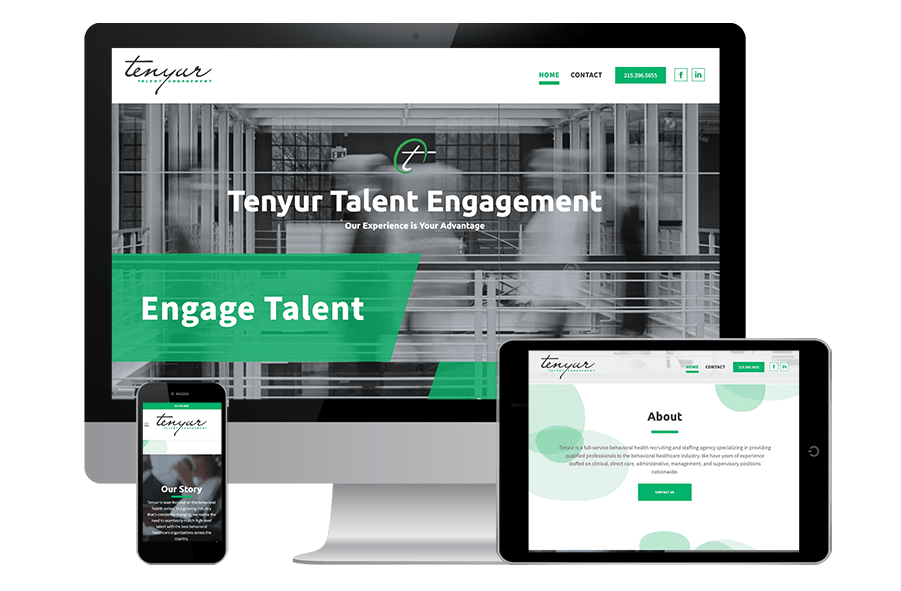 Tenyur
TALENT ENGAGEMENT
HOME CONTACT 215.396.5655 f in
t
Tenyur Talent Engagement
Our Experience is Your Advantage
Engage Talent
Tenyur
TALENT ENGAGEMENT
Our Story
Tenyur is laser-focused on the behavioral
health sector. In a growing industry
that's constantly changing, we realize the
need to seamlessly match high-level
talent with the best behavioral
healthcare organizations across the
country.
Tenyur
TALENT ENGAGEMENT
HOME CONTACT 215.396.5655 f in
About
Tenyur is a full-service behavioral health recruiting and staffing agency specializing in providing
qualified professionals to the behavioral healthcare industry. We have years of experience
staffed on clinical, direct care, administrative, management, and supervisory positions
nationwide.
CONTACT US